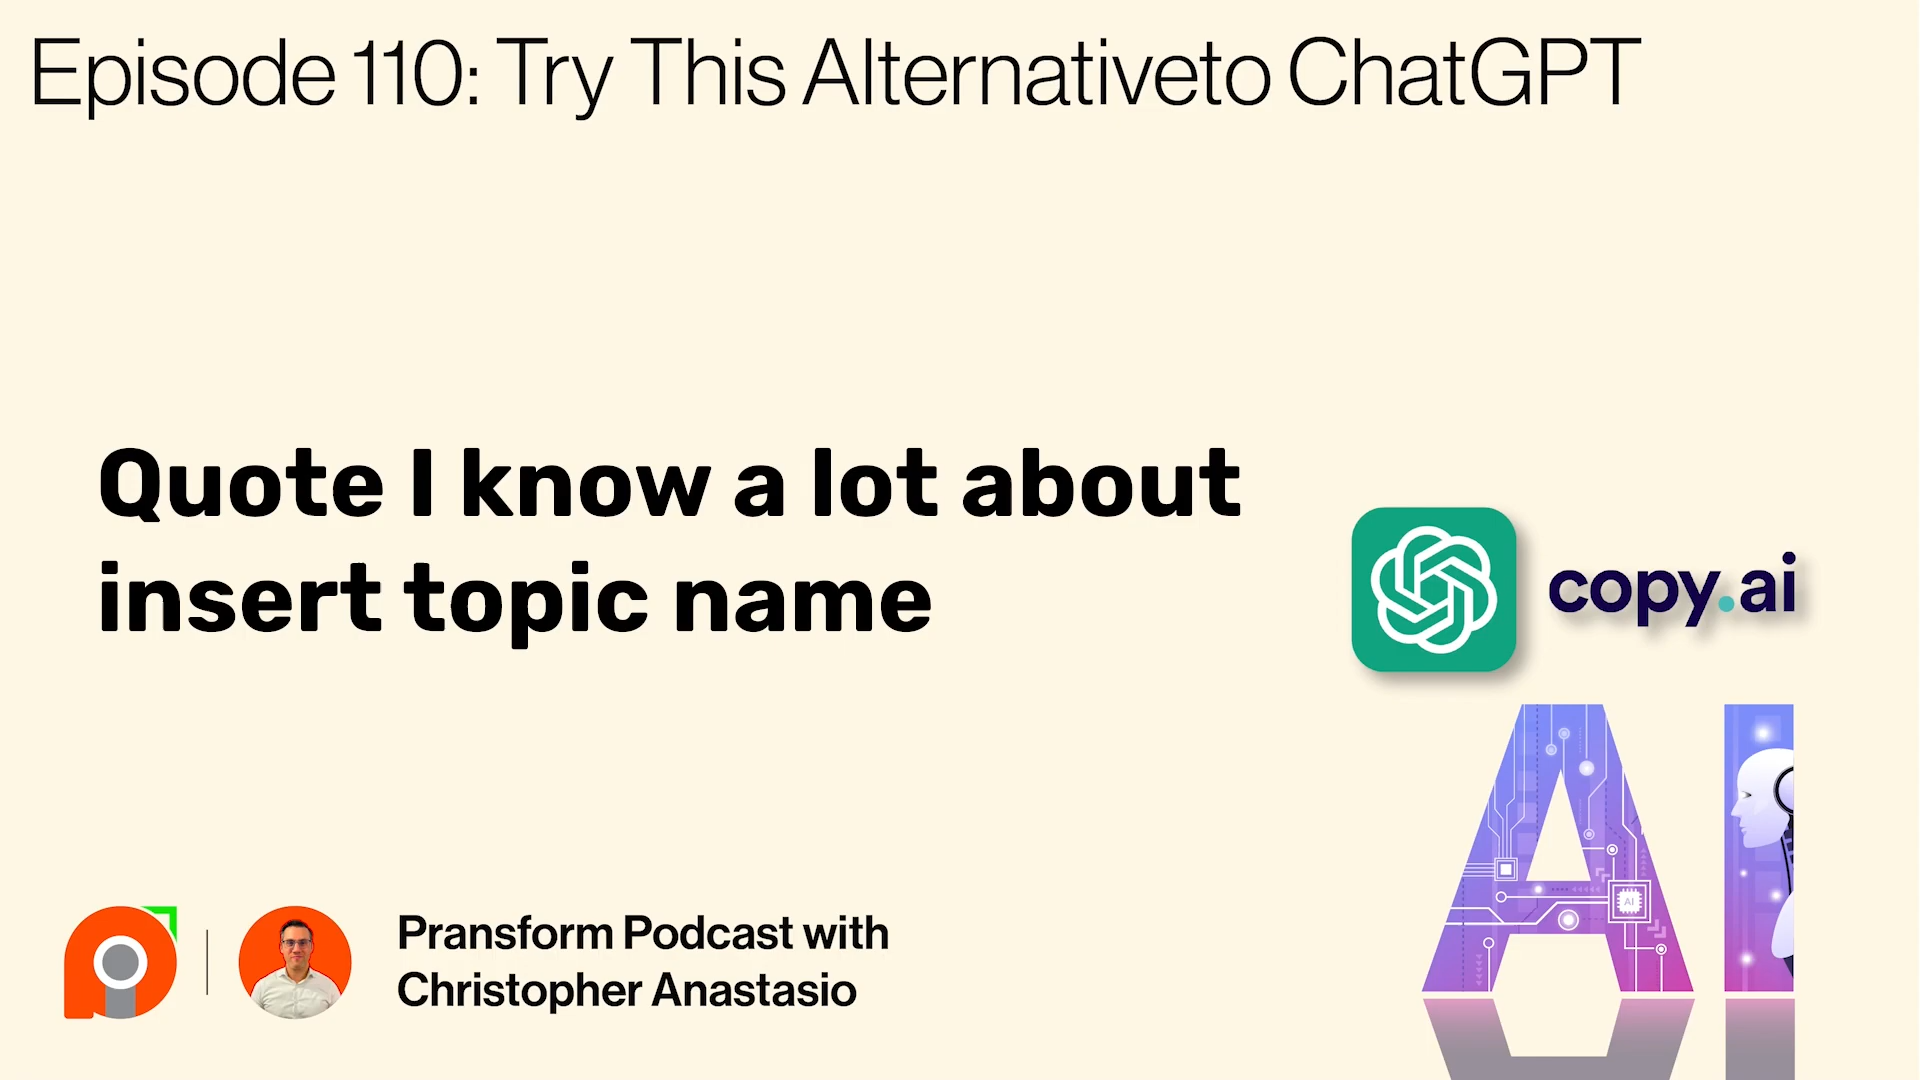 Episode 110: Try This Alternativeto ChatGPT
Quote I know a lot about
insert topic name
copy.ai
AI
AI
Pransform Podcast with
Christopher Anastasio